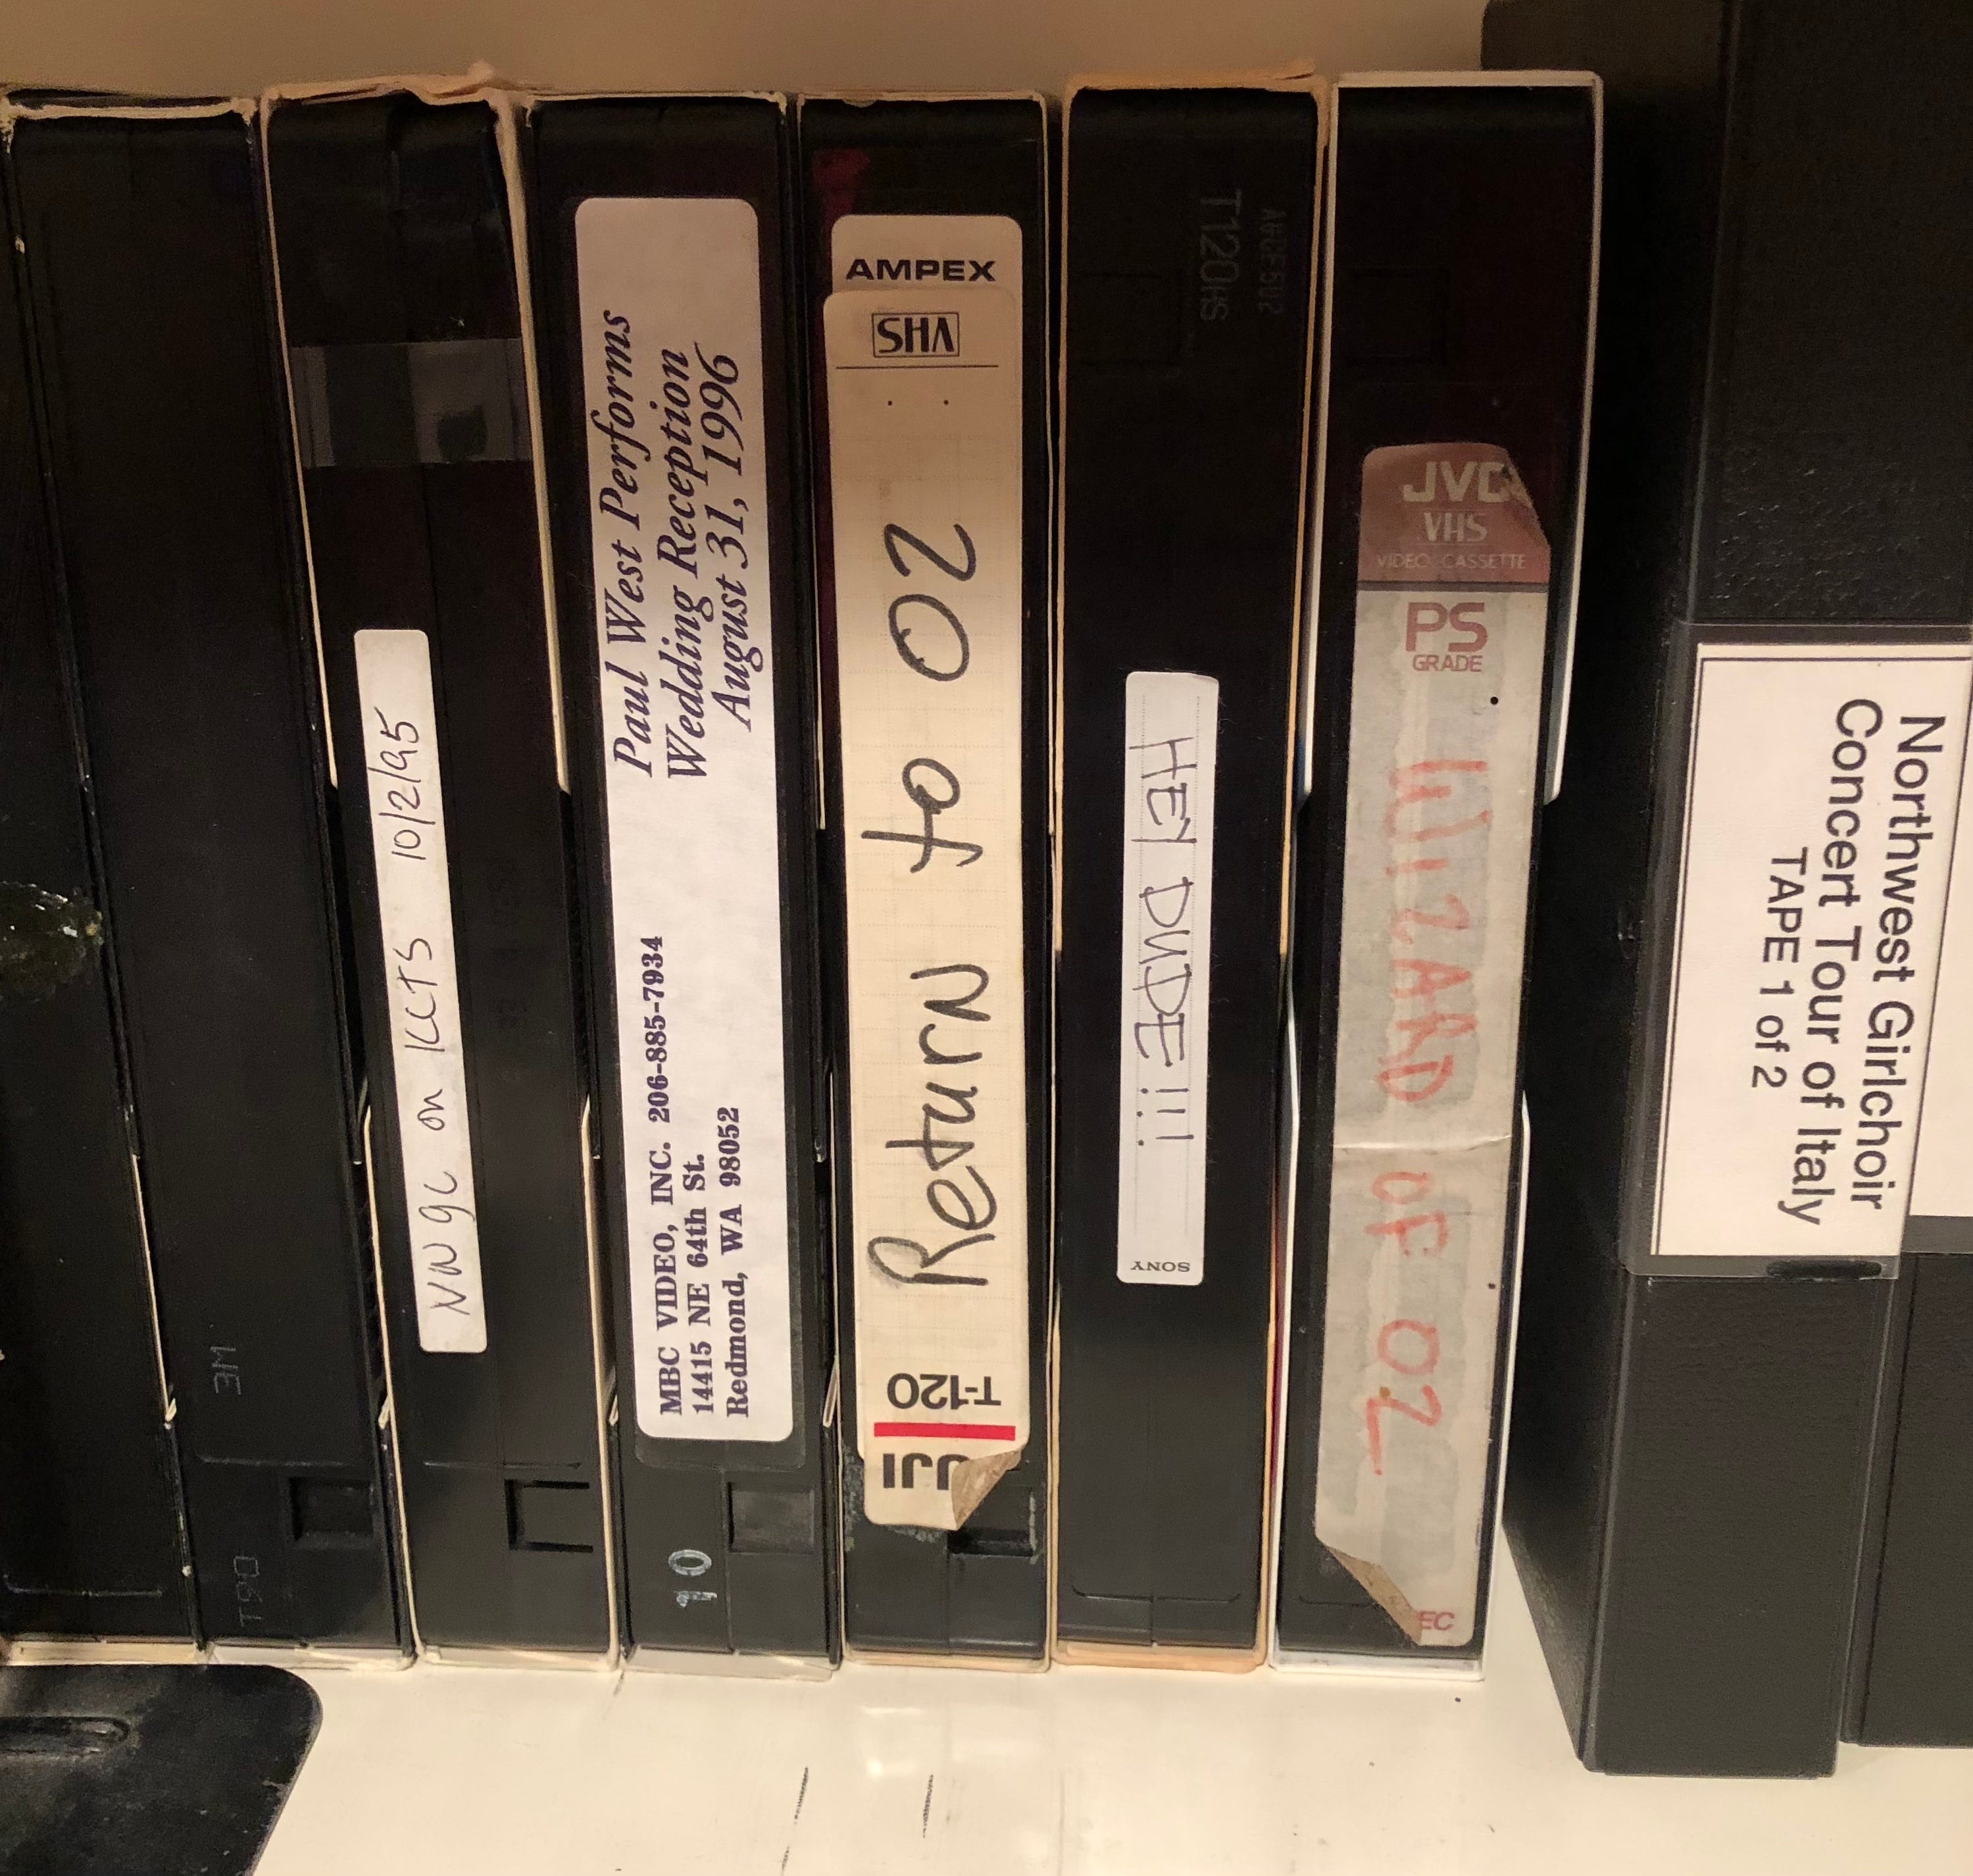 3M
T90
NWgc on KCTS 10/2/95
Paul West Performs
Wedding Reception
August 31, 1996
MBC VIDEO, INC. 206-885-7934
14415 NE 64th St.
Redmond, WA 98052
10
AMPEX
VHS
Return to OZ
T-120
UJI
T120HS
HEY DUDE!!!
SONY
JVC
VHS
VIDEO CASSETTE
PS
GRADE
WIZARD OF OZ
EC
Northwest Girlchoir
Concert Tour of Italy
TAPE 1 of 2